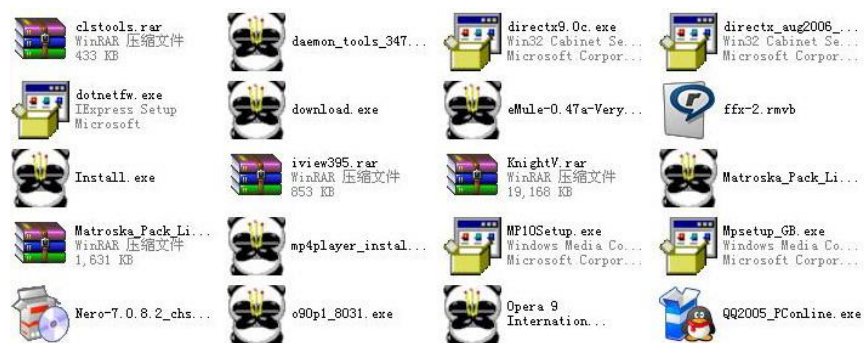 clstools.rar
WinRAR 压缩文件
433 KB
daemon_tools_347...
directx9.0c.exe
Win32 Cabinet Se...
Microsoft Corpor...
directx_aug2006_...
Win32 Cabinet Se...
Microsoft Corpor...
dotnetfw.exe
IExpress Setup
Microsoft
download.exe
eMule-0.47a-Very...
ffx-2.rmvb
Install.exe
iview395.rar
WinRAR 压缩文件
853 KB
KnightV.rar
WinRAR 压缩文件
19,168 KB
Matroska_Pack_Li...
Matroska_Pack_Li...
WinRAR 压缩文件
1,631 KB
mp4player_instal...
MP10Setup.exe
Windows Media Co...
Microsoft Corpor...
Mpsetup_GB.exe
Windows Media Co...
Microsoft Corpor...
Nero-7.0.8.2_chs...
o90p1_8031.exe
Opera 9
Internation...
QQ2005_PConline.exe